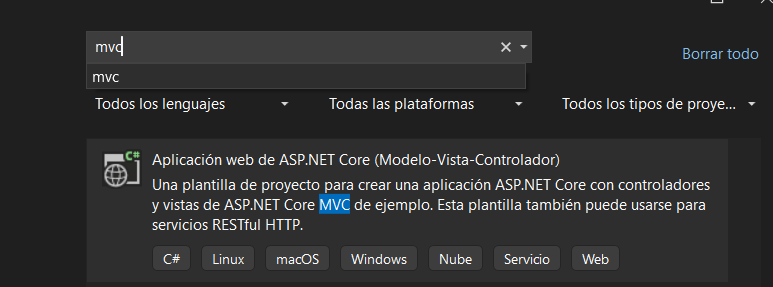 mvc
Borrar todo
mvc
Todos los lenguajes Todas las plataformas Todos los tipos de proye...
C#
Aplicación web de ASP.NET Core (Modelo-Vista-Controlador)
Una plantilla de proyecto para crear una aplicación ASP.NET Core con controladores
y vistas de ASP.NET Core MVC de ejemplo. Esta plantilla también puede usarse para
servicios RESTful HTTP.
C# Linux macOS Windows Nube Servicio Web